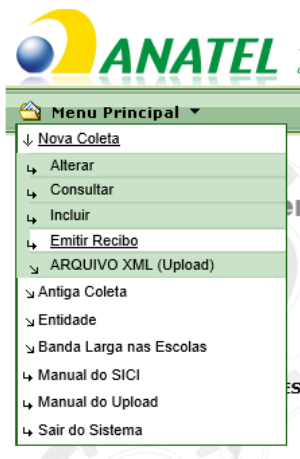 ANATEL
Menu Principal
Nova Coleta
Alterar
Consultar
Incluir
Emitir Recibo
ARQUIVO XML (Upload)
Antiga Coleta
Entidade
Banda Larga nas Escolas
Manual do SICI
Manual do Upload
Sair do Sistema